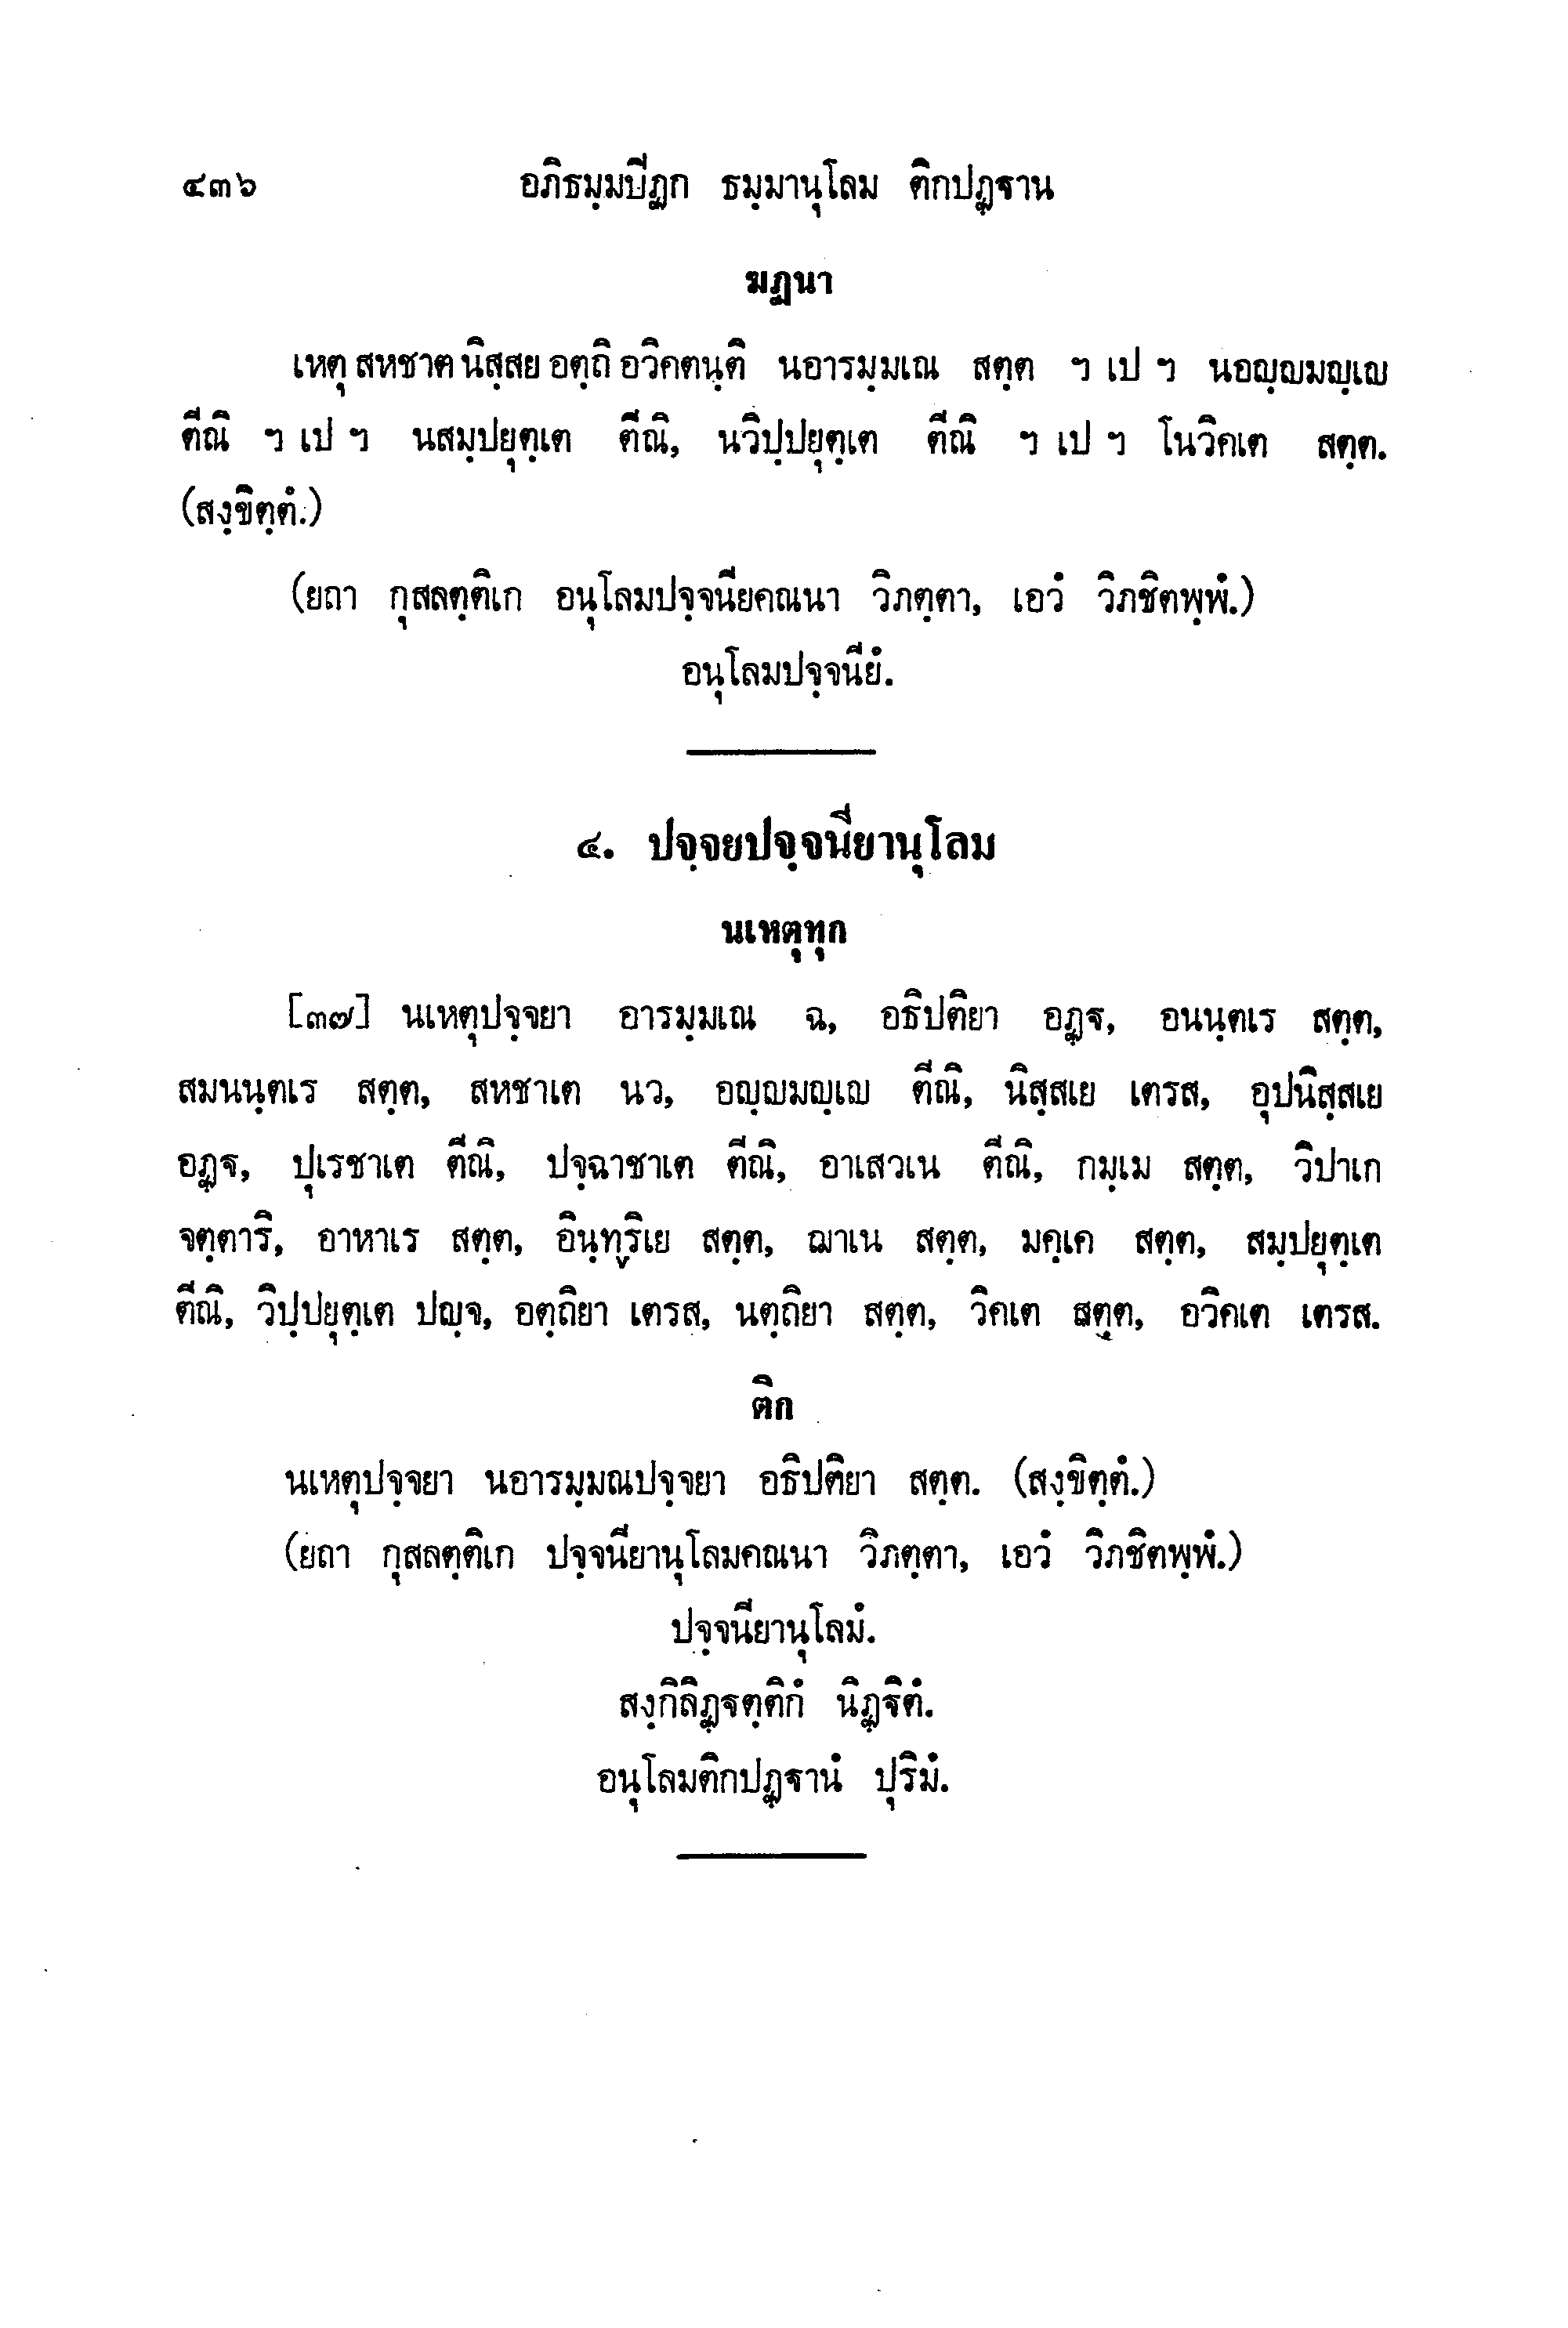 ๔๓๖ อภิธมฺมปิฏก ธมฺมานุโลม ติกปฏฺฐาน
ฆฏนา
เหตุ สหชาต นิสฺสย อตฺถิ อวิคตนฺติ นอารมฺมเณ สตฺต ฯ เป ฯ นอญฺญมญฺเญ
ตีณิ ฯ เป ฯ นสมฺปยุตฺเต ตีณิ, นวิปฺปยุตฺเต ตีณิ ฯ เป ฯ โนวิคเต สตฺต.
(สงฺขิตฺตํ.)
(ยถา กุสลตฺติเก อนุโลมปจฺจนียคณนา วิภตฺตา, เอวํ วิภชิตพฺพํ.)
อนุโลมปจฺจนียํ.
๔. ปจฺจยปจฺจนียานุโลม
นเหตุทุก
[๓๗] นเหตุปจฺจยา อารมฺมเณ ฉ, อธิปติยา อฏฺฐ, อนนฺตเร สตฺต,
สมนนฺตเร สตฺต, สหชาเต นว, อญฺญมญฺเญ ตีณิ, นิสฺสเย เตรส, อุปนิสฺสเย
อฏฺฐ, ปุเรชาเต ตีณิ, ปจฺฉาชาเต ตีณิ, อาเสวเน ตีณิ, กมฺเม สตฺต, วิปาเก
จตฺตาริ, อาหาเร สตฺต, อินฺทฺริเย สตฺต, ฌาเน สตฺต, มคฺเค สตฺต, สมฺปยุตฺเต
ตีณิ, วิปฺปยุตฺเต ปญฺจ, อตฺถิยา เตรส, นตฺถิยา สตฺต, วิคเต สตฺต, อวิคเต เตรส.
ติก
นเหตุปจฺจยา นอารมฺมณปจฺจยา อธิปติยา สตฺต. (สงฺขิตฺตํ.)
(ยถา กุสลตฺติเก ปจฺจนียานุโลมคณนา วิภตฺตา, เอวํ วิภชิตพฺพํ.)
ปจฺจนียานุโลมํ.
สงฺกิลิฏฺฐตฺติกํ นิฏฺฐิตํ.
อนุโลมติกปฏฺฐานํ ปุริมํ.